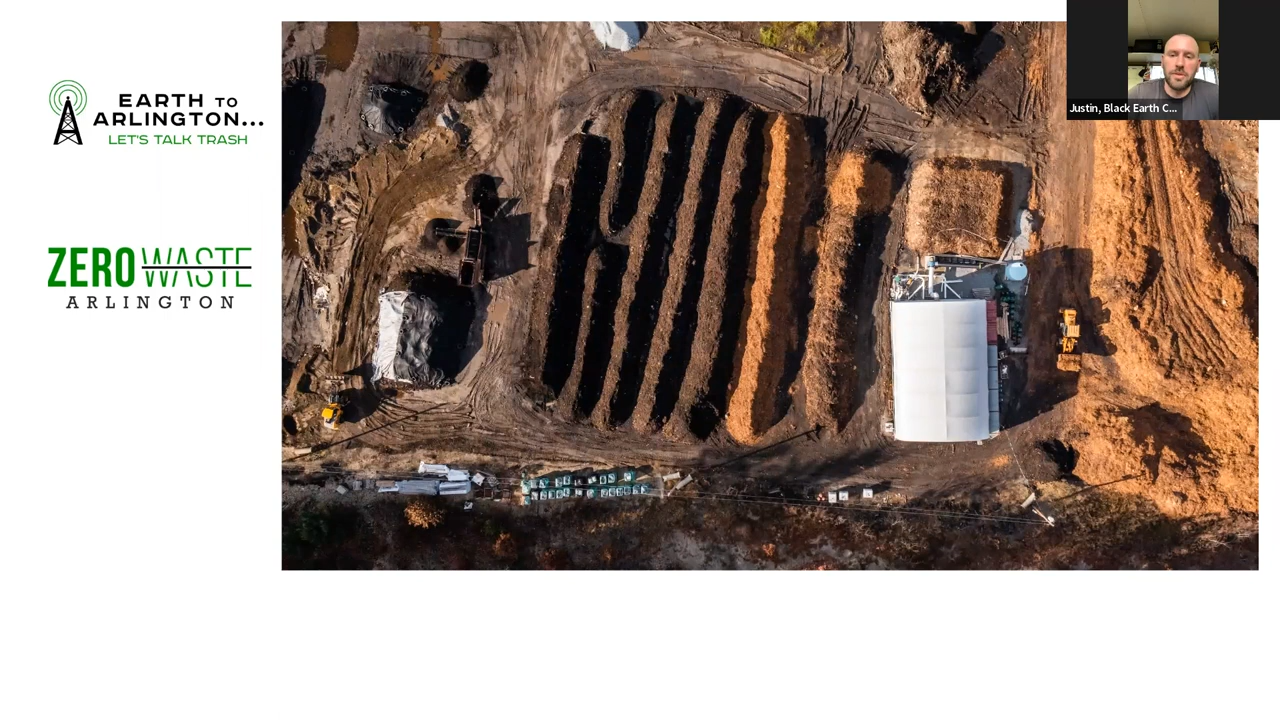 EARTH TO
ARLINGTON...
LET'S TALK TRASH
ZERO WASTE
ARLINGTON
Justin, Black Earth C...